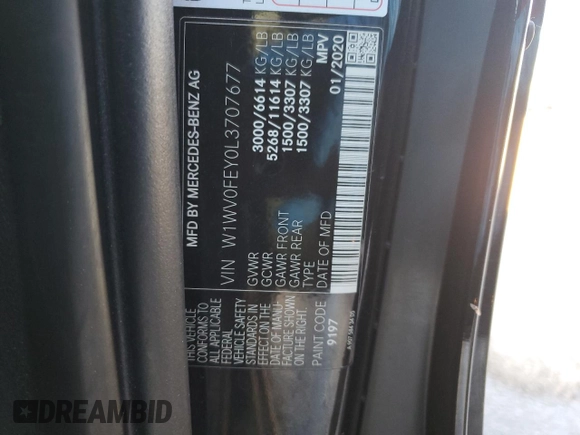 MFD BY MERCEDES-BENZ AG
VIN W1WV0FEY0L3707677
GVWR 3000/6614 KG/LB
GCWR 5268/11614 KG/LB
GAWR FRONT 1500/3307 KG/LB
GAWR REAR 1500/3307 KG/LB
TYPE MPV
DATE OF MFD 01/2020
THIS VEHICLE
CONFORMS TO
ALL APPLICABLE
FEDERAL
VEHICLE SAFETY
STANDARDS IN
EFFECT ON THE
DATE OF MANU-
FACTURE SHOWN
ON THE RIGHT.
PAINT CODE
9197
DREAMBID